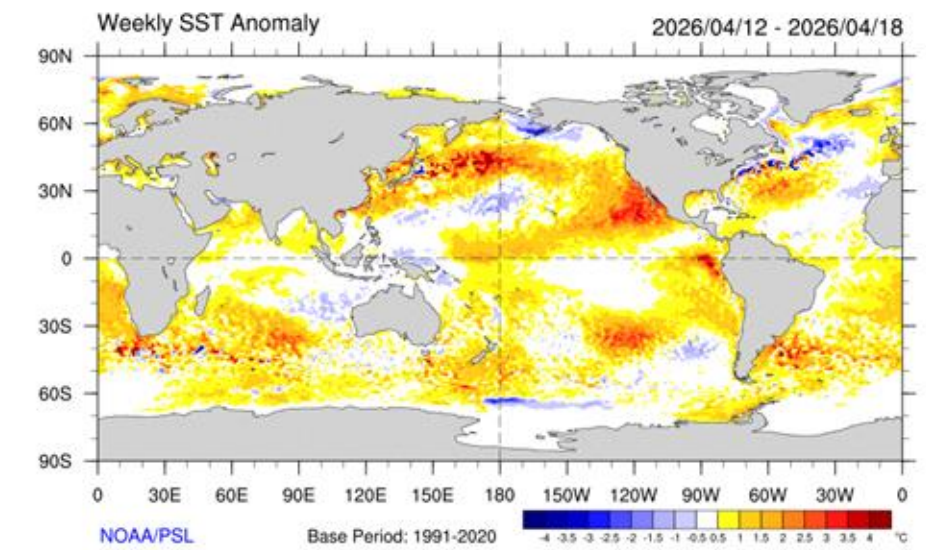 Weekly SST Anomaly 2026/04/12 - 2026/04/18
90N
60N
30N
0
30S
60S
90S
0 30E 60E 90E 120E 150E 180 150W 120W 90W 60W 30W 0
NOAA/PSL Base Period: 1991-2020
-4 -3.5 -3 -2.5 -2 -1.5 -1 -0.5 0.5 1 1.5 2 2.5 3 3.5 4 °C